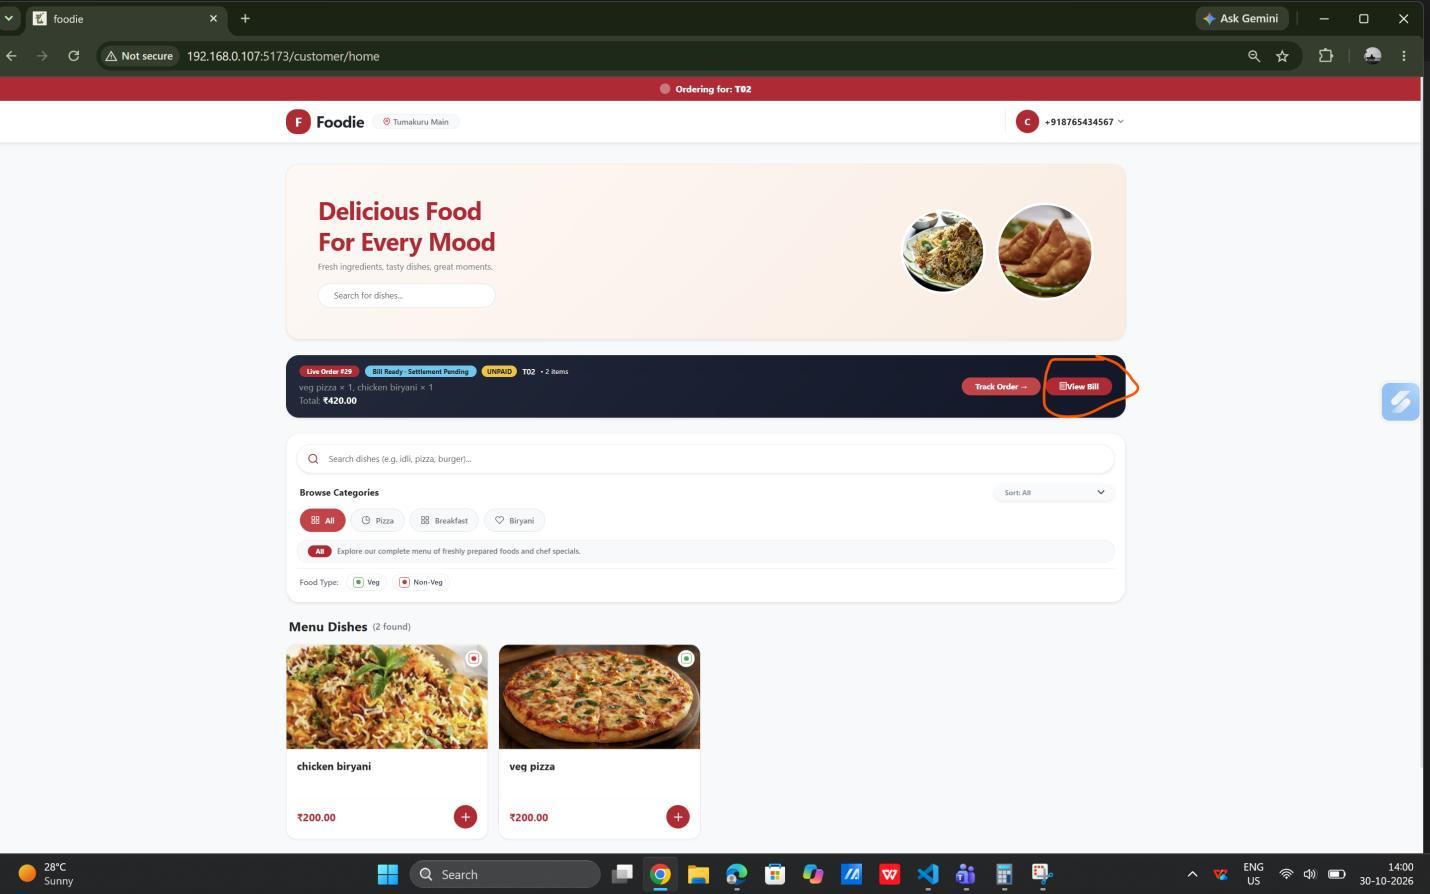 foodie
Ask Gemini
Not secure
192.168.0.107:5173/customer/home
Ordering for: T02
F Foodie Tumakuru Main
C +918765434567
Delicious Food
For Every Mood
Fresh ingredients, tasty dishes, great moments.
Search for dishes...
Live Order #29 Bill Ready · Settlement Pending UNPAID T02 • 2 items
veg pizza × 1, chicken biryani × 1
Total: ₹420.00
Track Order →
View Bill
Search dishes (e.g. idli, pizza, burger)...
Browse Categories
Sort: All
All Pizza Breakfast Biryani
All Explore our complete menu of freshly prepared foods and chef specials.
Food Type: Veg Non-Veg
Menu Dishes (2 found)
chicken biryani
₹200.00
veg pizza
₹200.00
28°C
Sunny
Search
ENG
US
14:00
30-10-2026